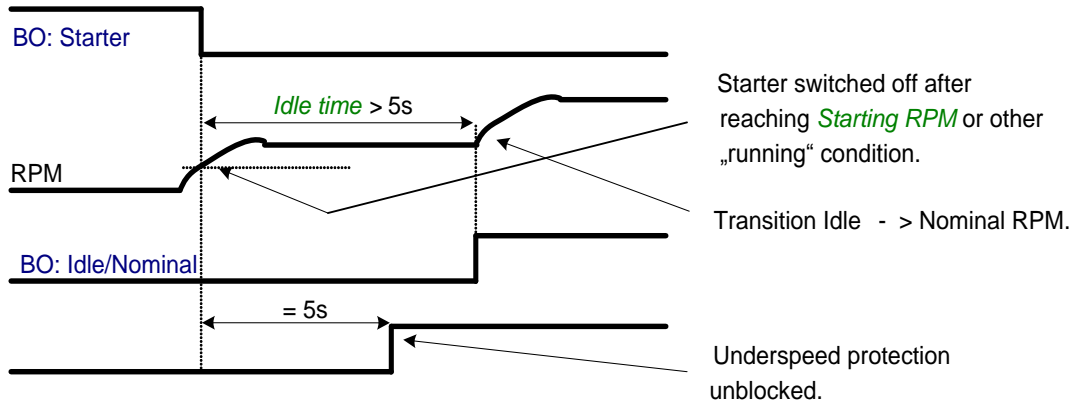 BO: Starter
Idle time > 5s
Starter switched off after
reaching Starting RPM or other
„running“ condition.
RPM
Transition Idle - > Nominal RPM.
BO: Idle/Nominal
= 5s
Underspeed protection
unblocked.